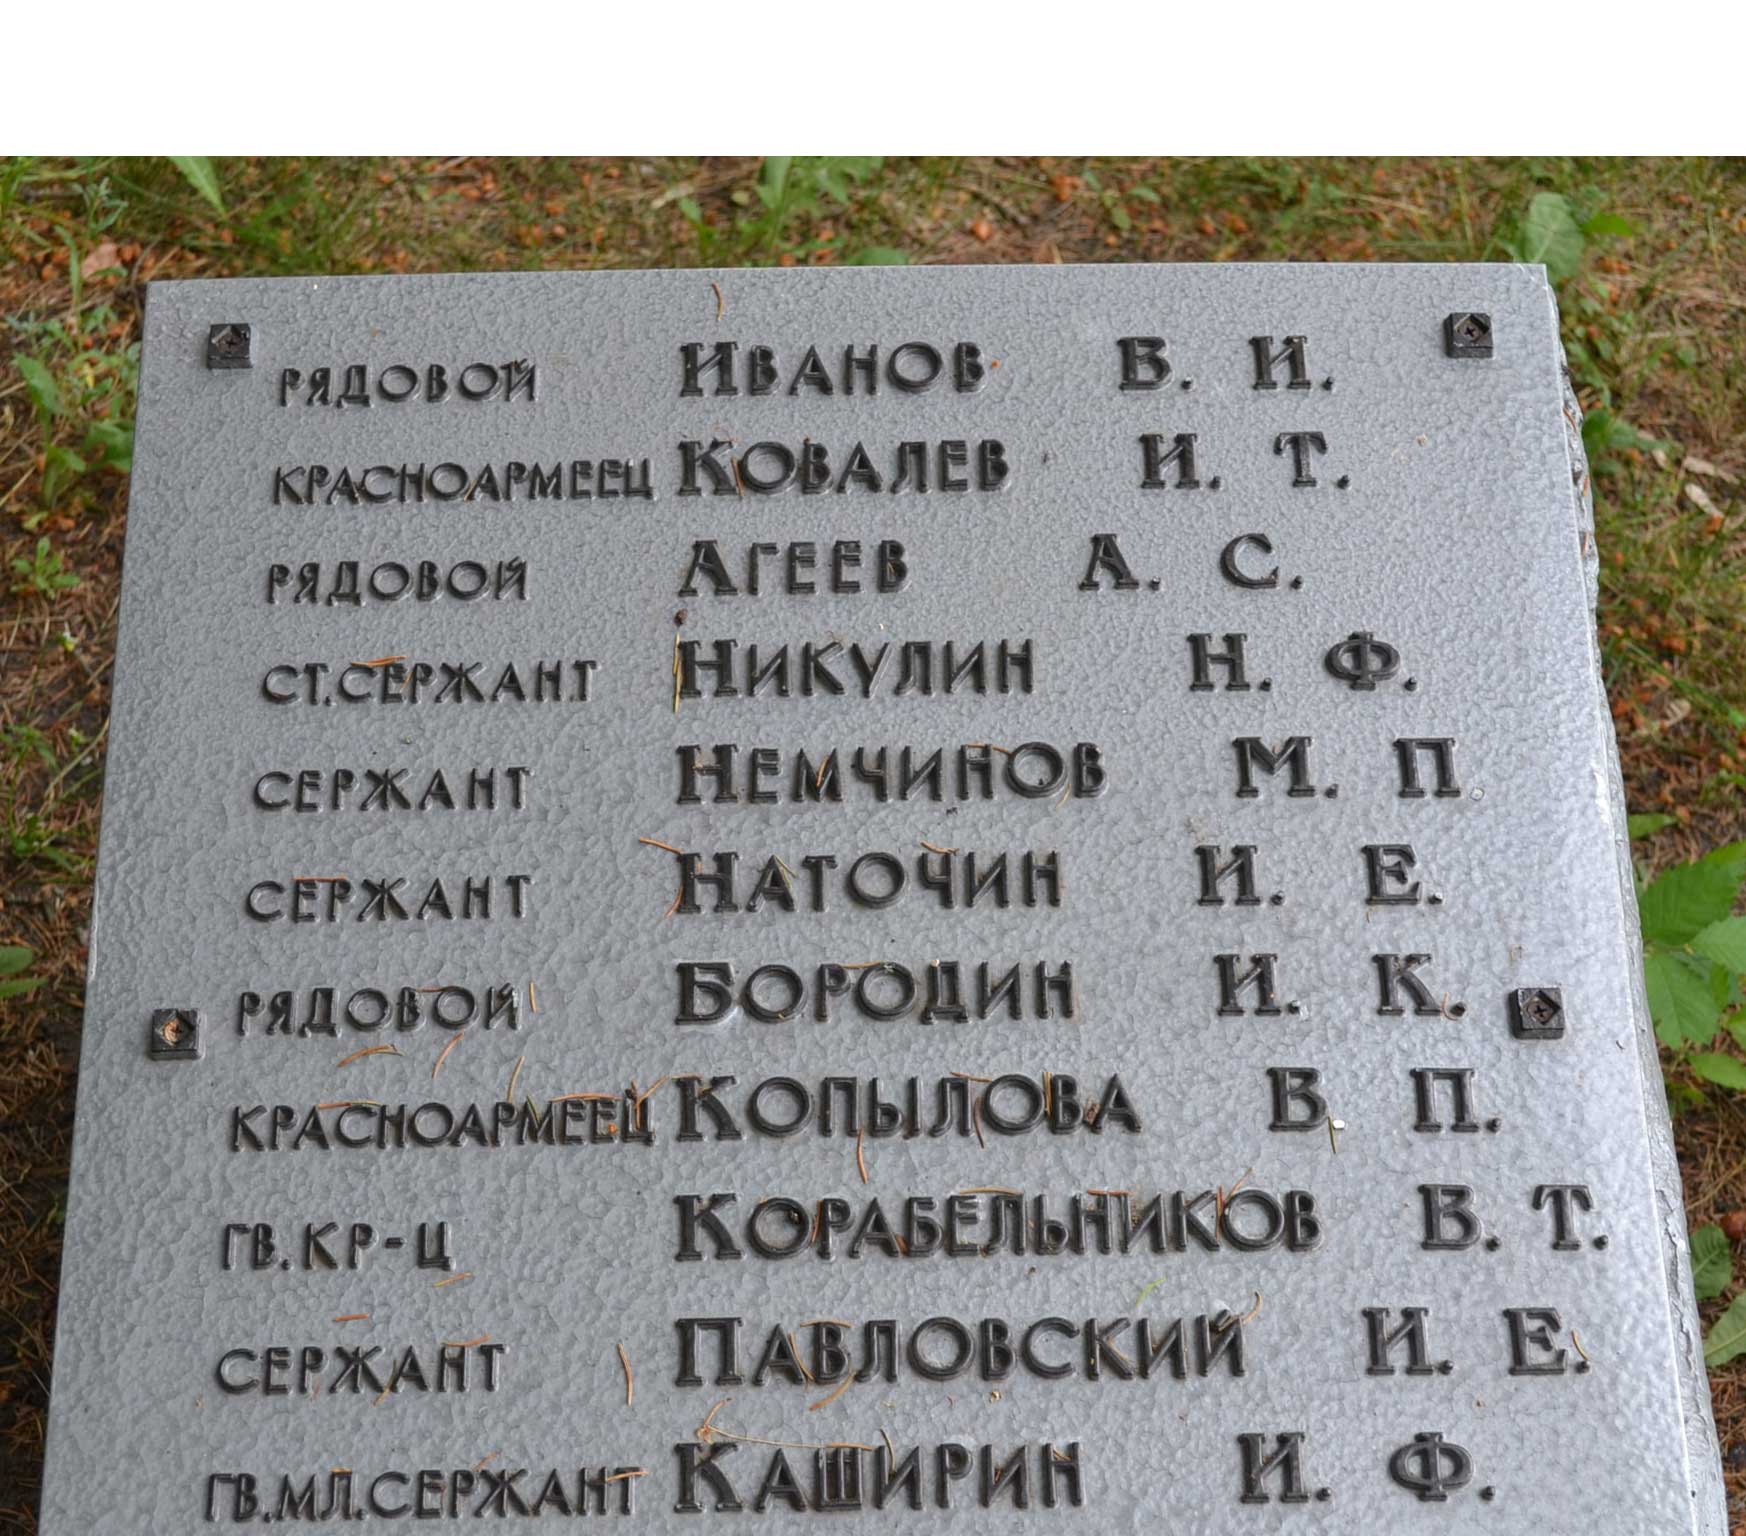 РЯДОВОЙ ИВАНОВ В. И.
КРАСНОАРМЕЕЦ КОВАЛЕВ И. Т.
РЯДОВОЙ АГЕЕВ А. С.
СТ.СЕРЖАНТ НИКУЛИН Н. Ф.
СЕРЖАНТ НЕМЧИНОВ М. П
СЕРЖАНТ НАТОЧИН И. Е.
РЯДОВОЙ БОРОДИН И. К.
КРАСНОАРМЕЕЦ КОПЫЛОВА В. П.
ГВ.КР-Ц КОРАБЕЛЬНИКОВ В. Т.
СЕРЖАНТ ПАВЛОВСКИЙ И. Е.
ГВ.МЛ.СЕРЖАНТ КАШИРИН И. Ф.